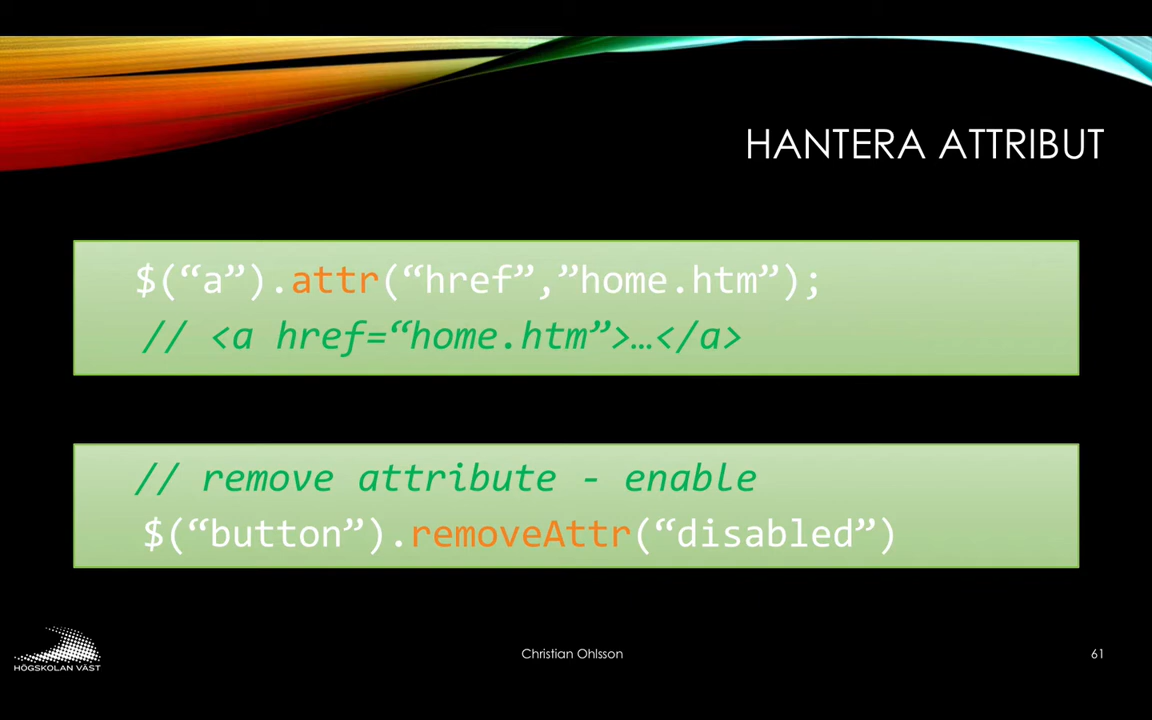 HANTERA ATTRIBUT
$(“a”).attr(“href”,”home.htm”);
// <a href=“home.htm”>…</a>
// remove attribute - enable
$(“button”).removeAttr(“disabled”)
HÖGSKOLAN VÄST
Christian Ohlsson
61